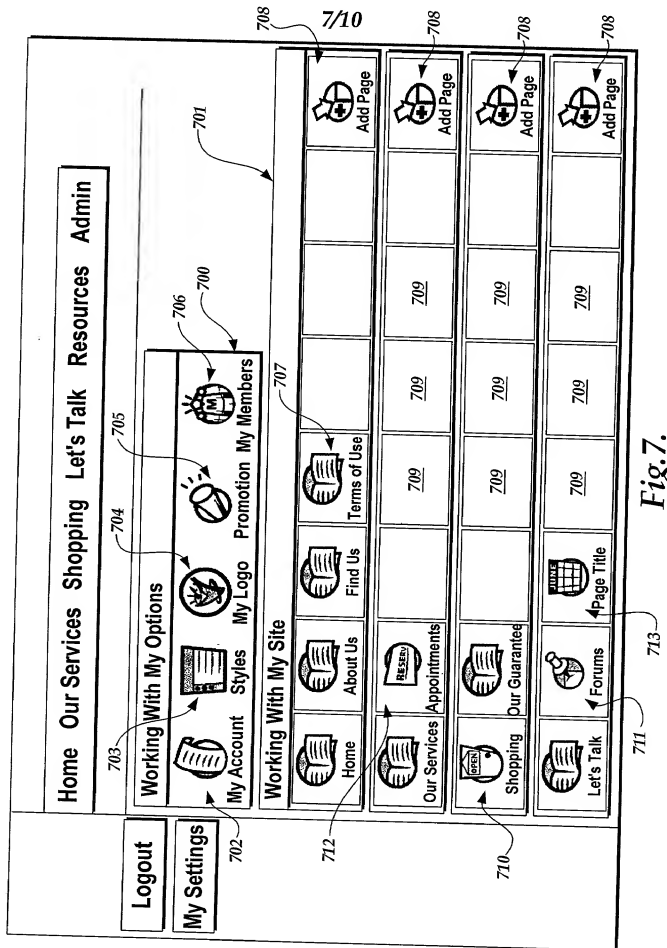 7/10
Home Our Services Shopping Let's Talk Resources Admin
Logout
My Settings
Working With My Options
My Account Styles My Logo Promotion My Members
702 703 704 705 706 700
Working With My Site
701
Home About Us Find Us Terms of Use Add Page
707 708
RESERV
Our Services Appointments 709 709 709 Add Page
712 708
OPEN
Shopping Our Guarantee 709 709 709 Add Page
710 708
JUNE
Let's Talk Forums Page Title 709 709 709 Add Page
711 713 708
Fig.7.